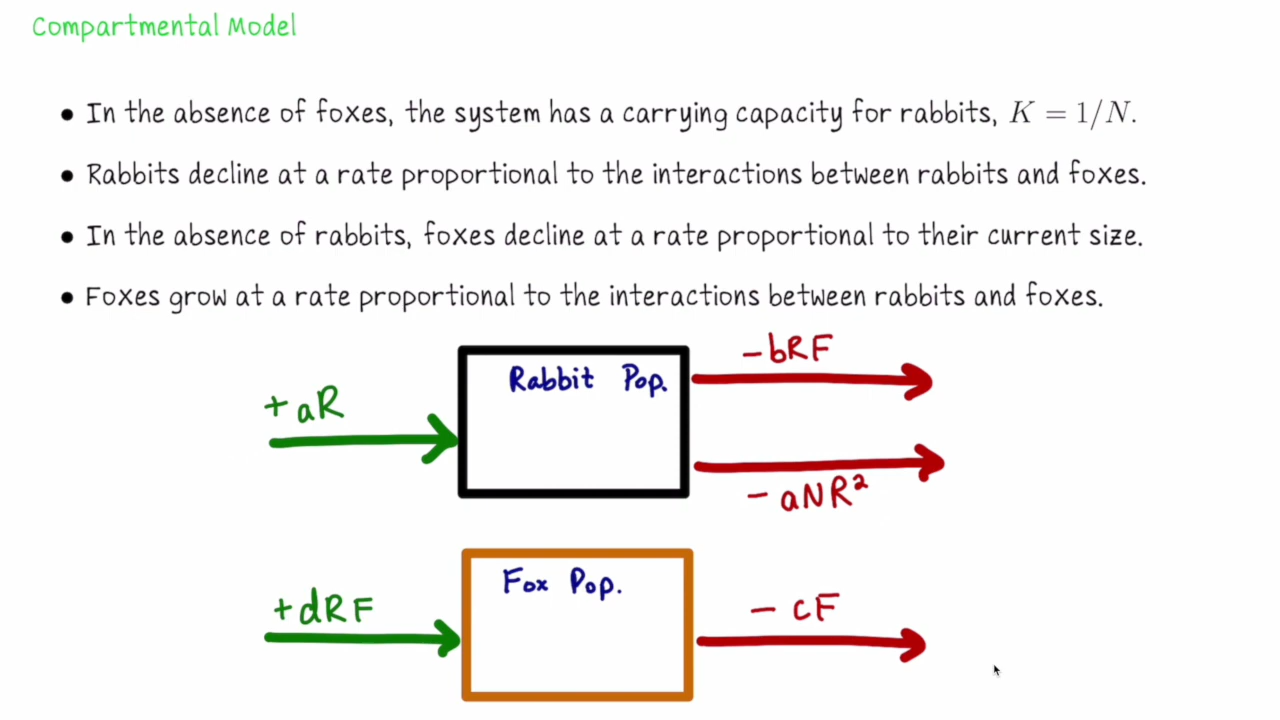 Compartmental Model
• In the absence of foxes, the system has a carrying capacity for rabbits, K = 1/N.
• Rabbits decline at a rate proportional to the interactions between rabbits and foxes.
• In the absence of rabbits, foxes decline at a rate proportional to their current size.
• Foxes grow at a rate proportional to the interactions between rabbits and foxes.
-bRF
Rabbit Pop.
+aR
-aNR²
Fox Pop.
+dRF
-cF